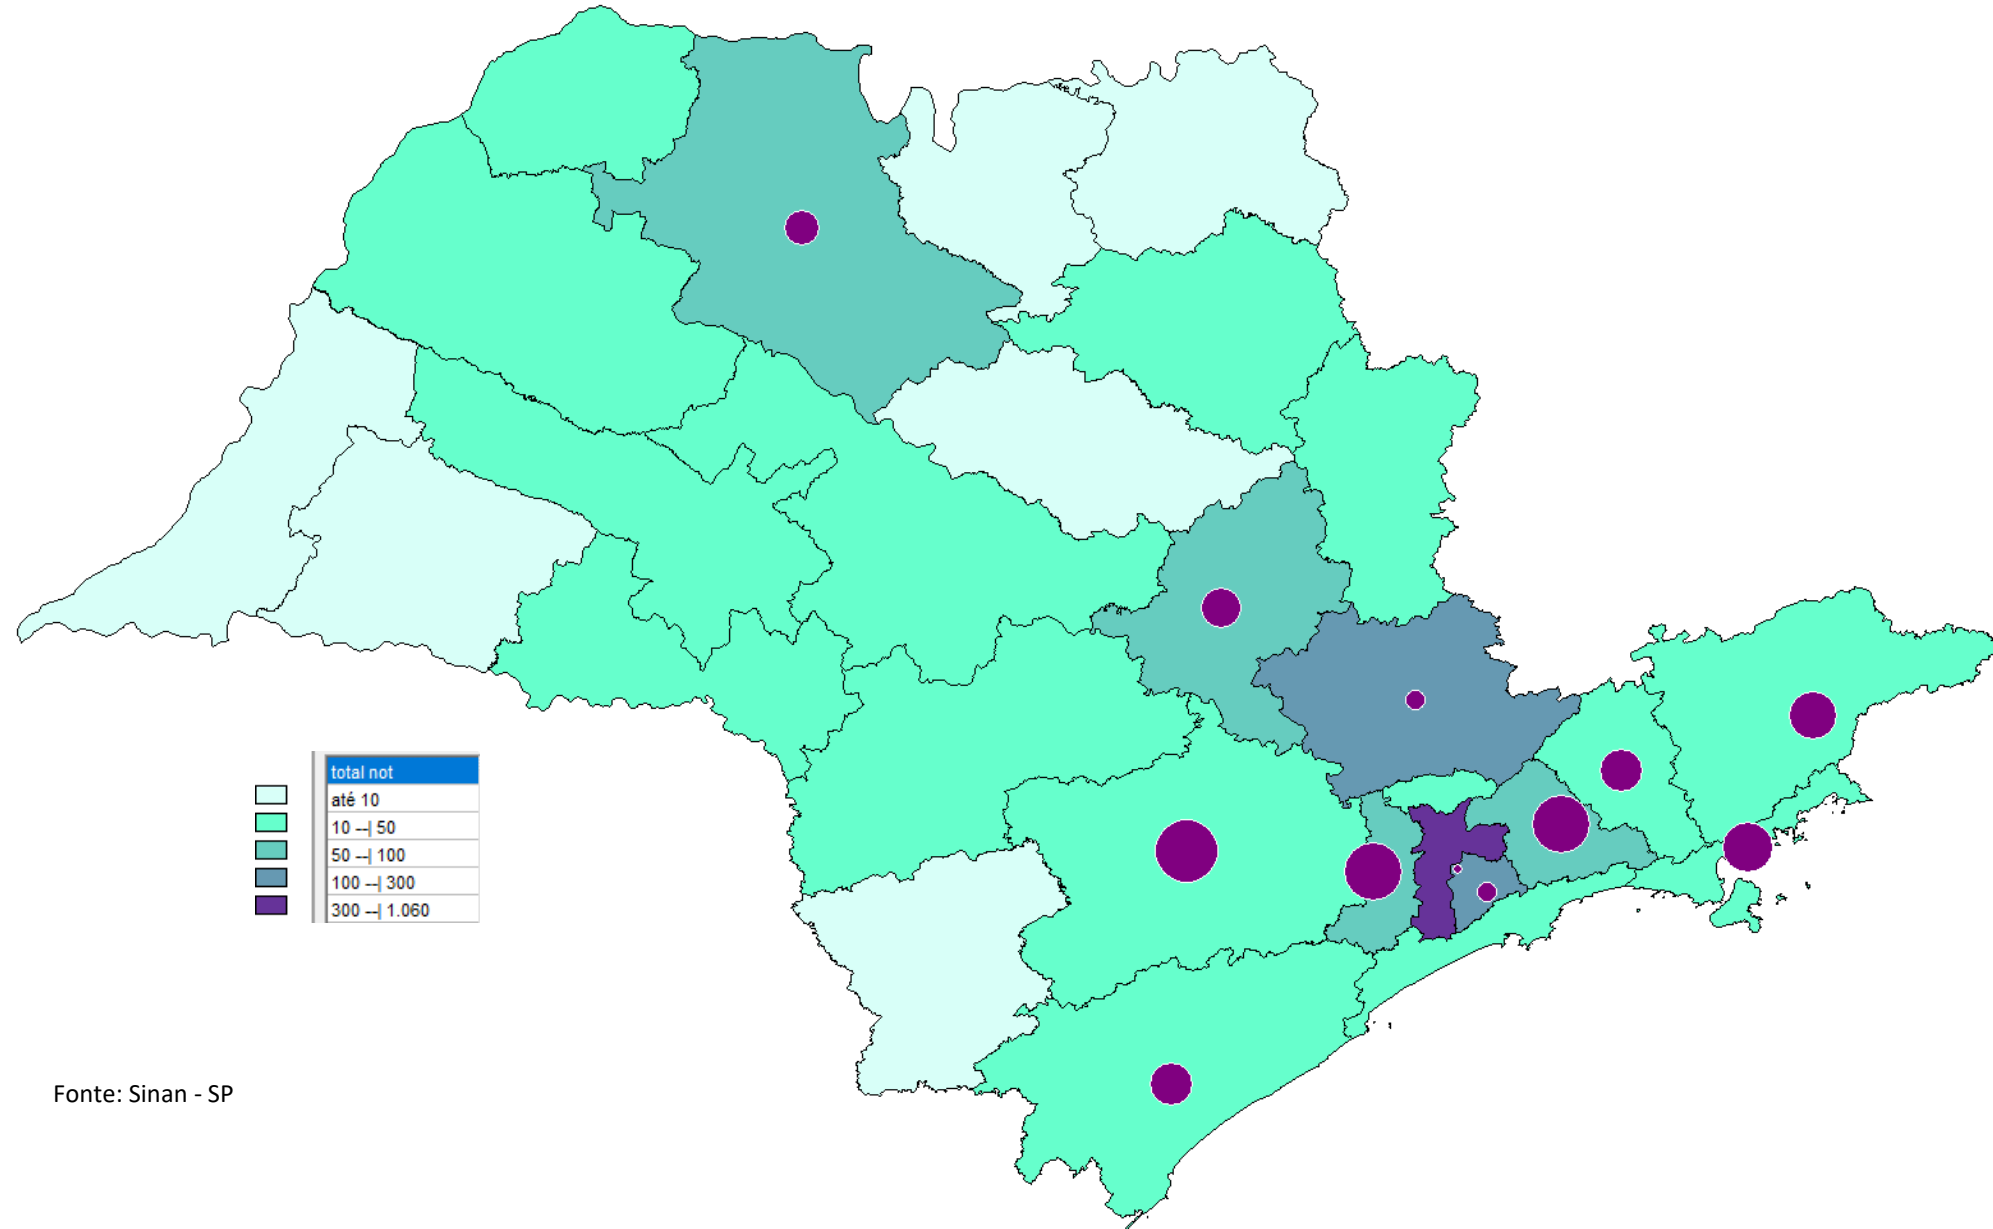 total not
até 10
10 --| 50
50 --| 100
100 --| 300
300 --| 1.060
Fonte: Sinan - SP